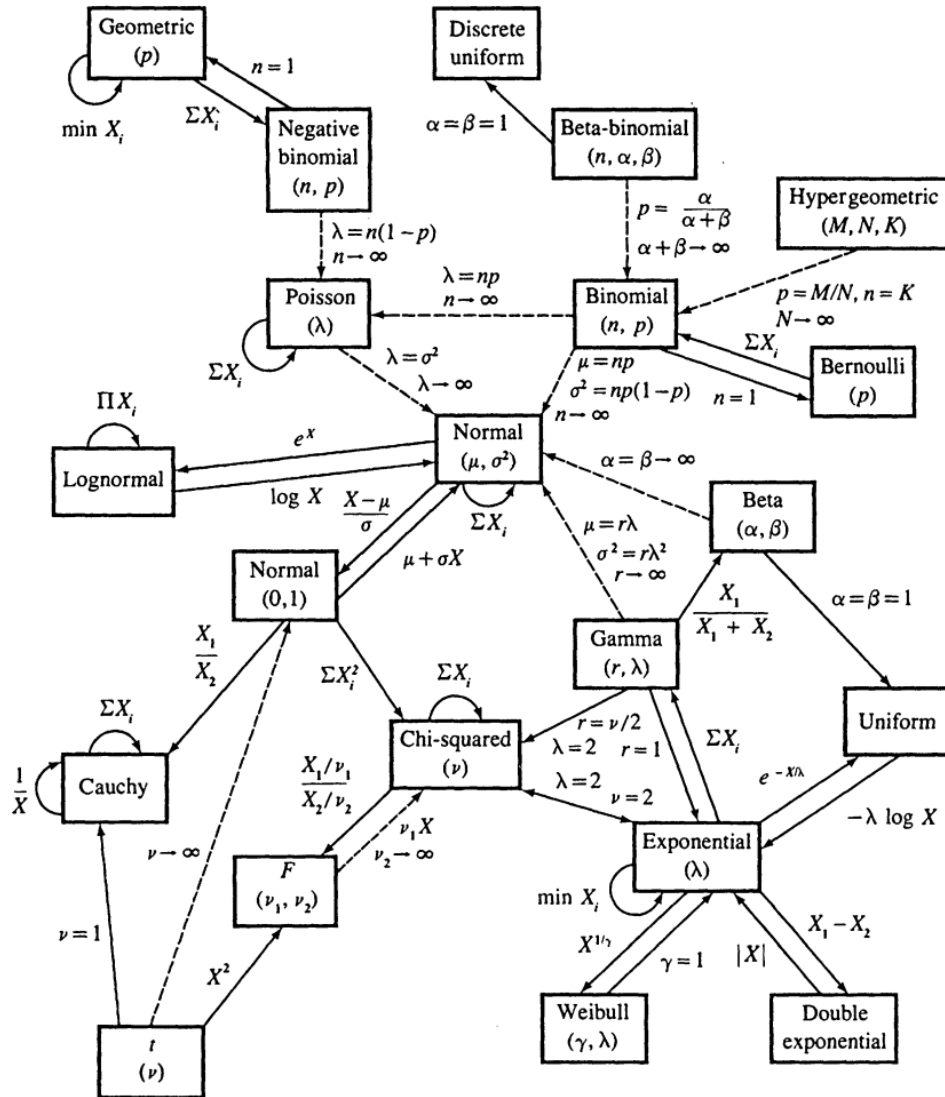 Geometric
(p)
n = 1
min X_i
ΣX_i
Negative
binomial
(n, p)
Discrete
uniform
α = β = 1
Beta-binomial
(n, α, β)
Hypergeometric
(M, N, K)
p = α / (α + β)
α + β → ∞
λ = n(1 − p)
n → ∞
λ = np
n → ∞
Poisson
(λ)
Binomial
(n, p)
p = M/N, n = K
N → ∞
ΣX_i
ΣX_i
Bernoulli
(p)
n = 1
λ = σ²
λ → ∞
μ = np
σ² = np(1 − p)
n → ∞
ΠX_i
Lognormal
e^X
log X
Normal
(μ, σ²)
ΣX_i
α = β → ∞
Beta
(α, β)
(X − μ) / σ
μ + σX
μ = rλ
σ² = rλ²
r → ∞
X_1 / (X_1 + X_2)
α = β = 1
Normal
(0,1)
Gamma
(r, λ)
X_1 / X_2
ΣX_i²
ΣX_i
ΣX_i
Cauchy
1 / X
Chi-squared
(ν)
r = ν/2
λ = 2
r = 1
ΣX_i
Uniform
(X_1/ν_1) / (X_2/ν_2)
λ = 2
ν = 2
e^{−X/λ}
−λ log X
ν_1 X
ν_2 → ∞
ν → ∞
F
(ν_1, ν_2)
Exponential
(λ)
min X_i
ν = 1
X²
X^{1/γ}
γ = 1
|X|
X_1 − X_2
t
(ν)
Weibull
(γ, λ)
Double
exponential